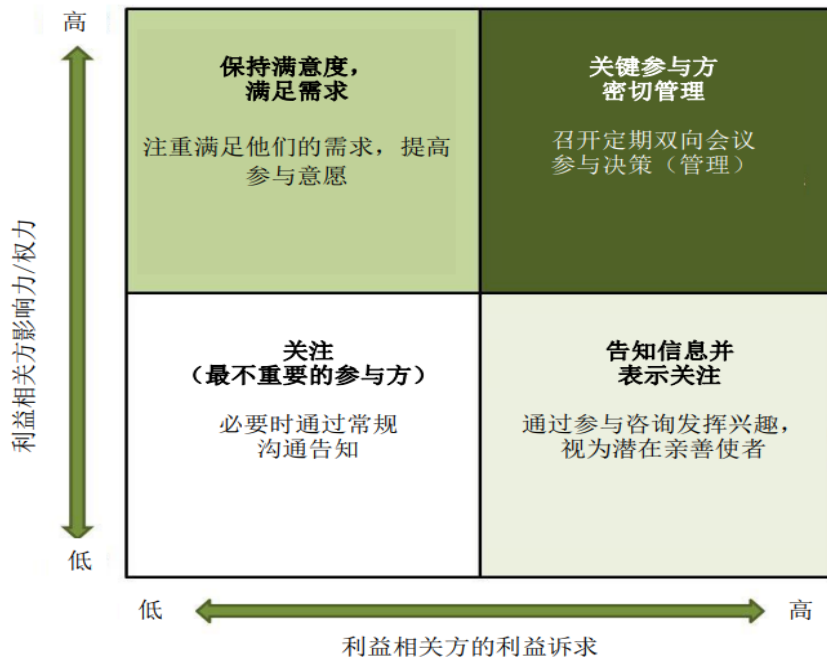 高
保持满意度，
满足需求
注重满足他们的需求，提高
参与意愿
关键参与方
密切管理
召开定期双向会议
参与决策（管理）
利益相关方影响力/权力
关注
（最不重要的参与方）
必要时通过常规
沟通告知
告知信息并
表示关注
通过参与咨询发挥兴趣，
视为潜在亲善使者
低
低
高
利益相关方的利益诉求